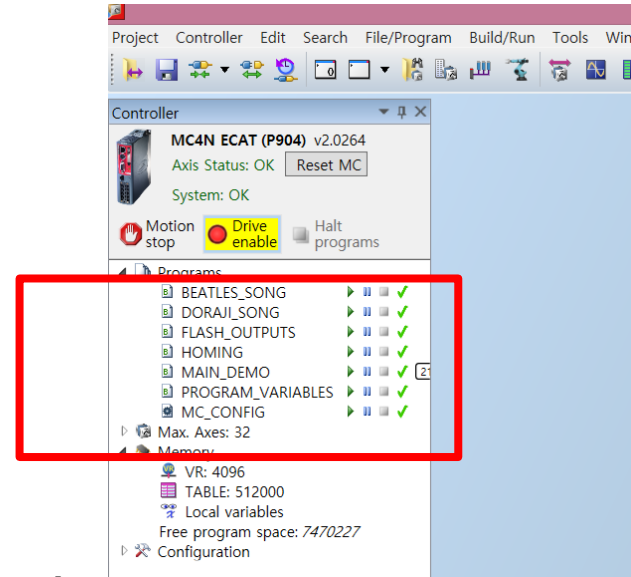 Project Controller Edit Search File/Program Build/Run Tools
Controller
MC4N ECAT (P904) v2.0264
Axis Status: OK Reset MC
System: OK
Motion stop
Drive enable
Halt programs
Programs
BEATLES_SONG
DORAJI_SONG
FLASH_OUTPUTS
HOMING
MAIN_DEMO
PROGRAM_VARIABLES
MC_CONFIG
Max. Axes: 32
Memory
VR: 4096
TABLE: 512000
Local variables
Free program space: 7470227
Configuration